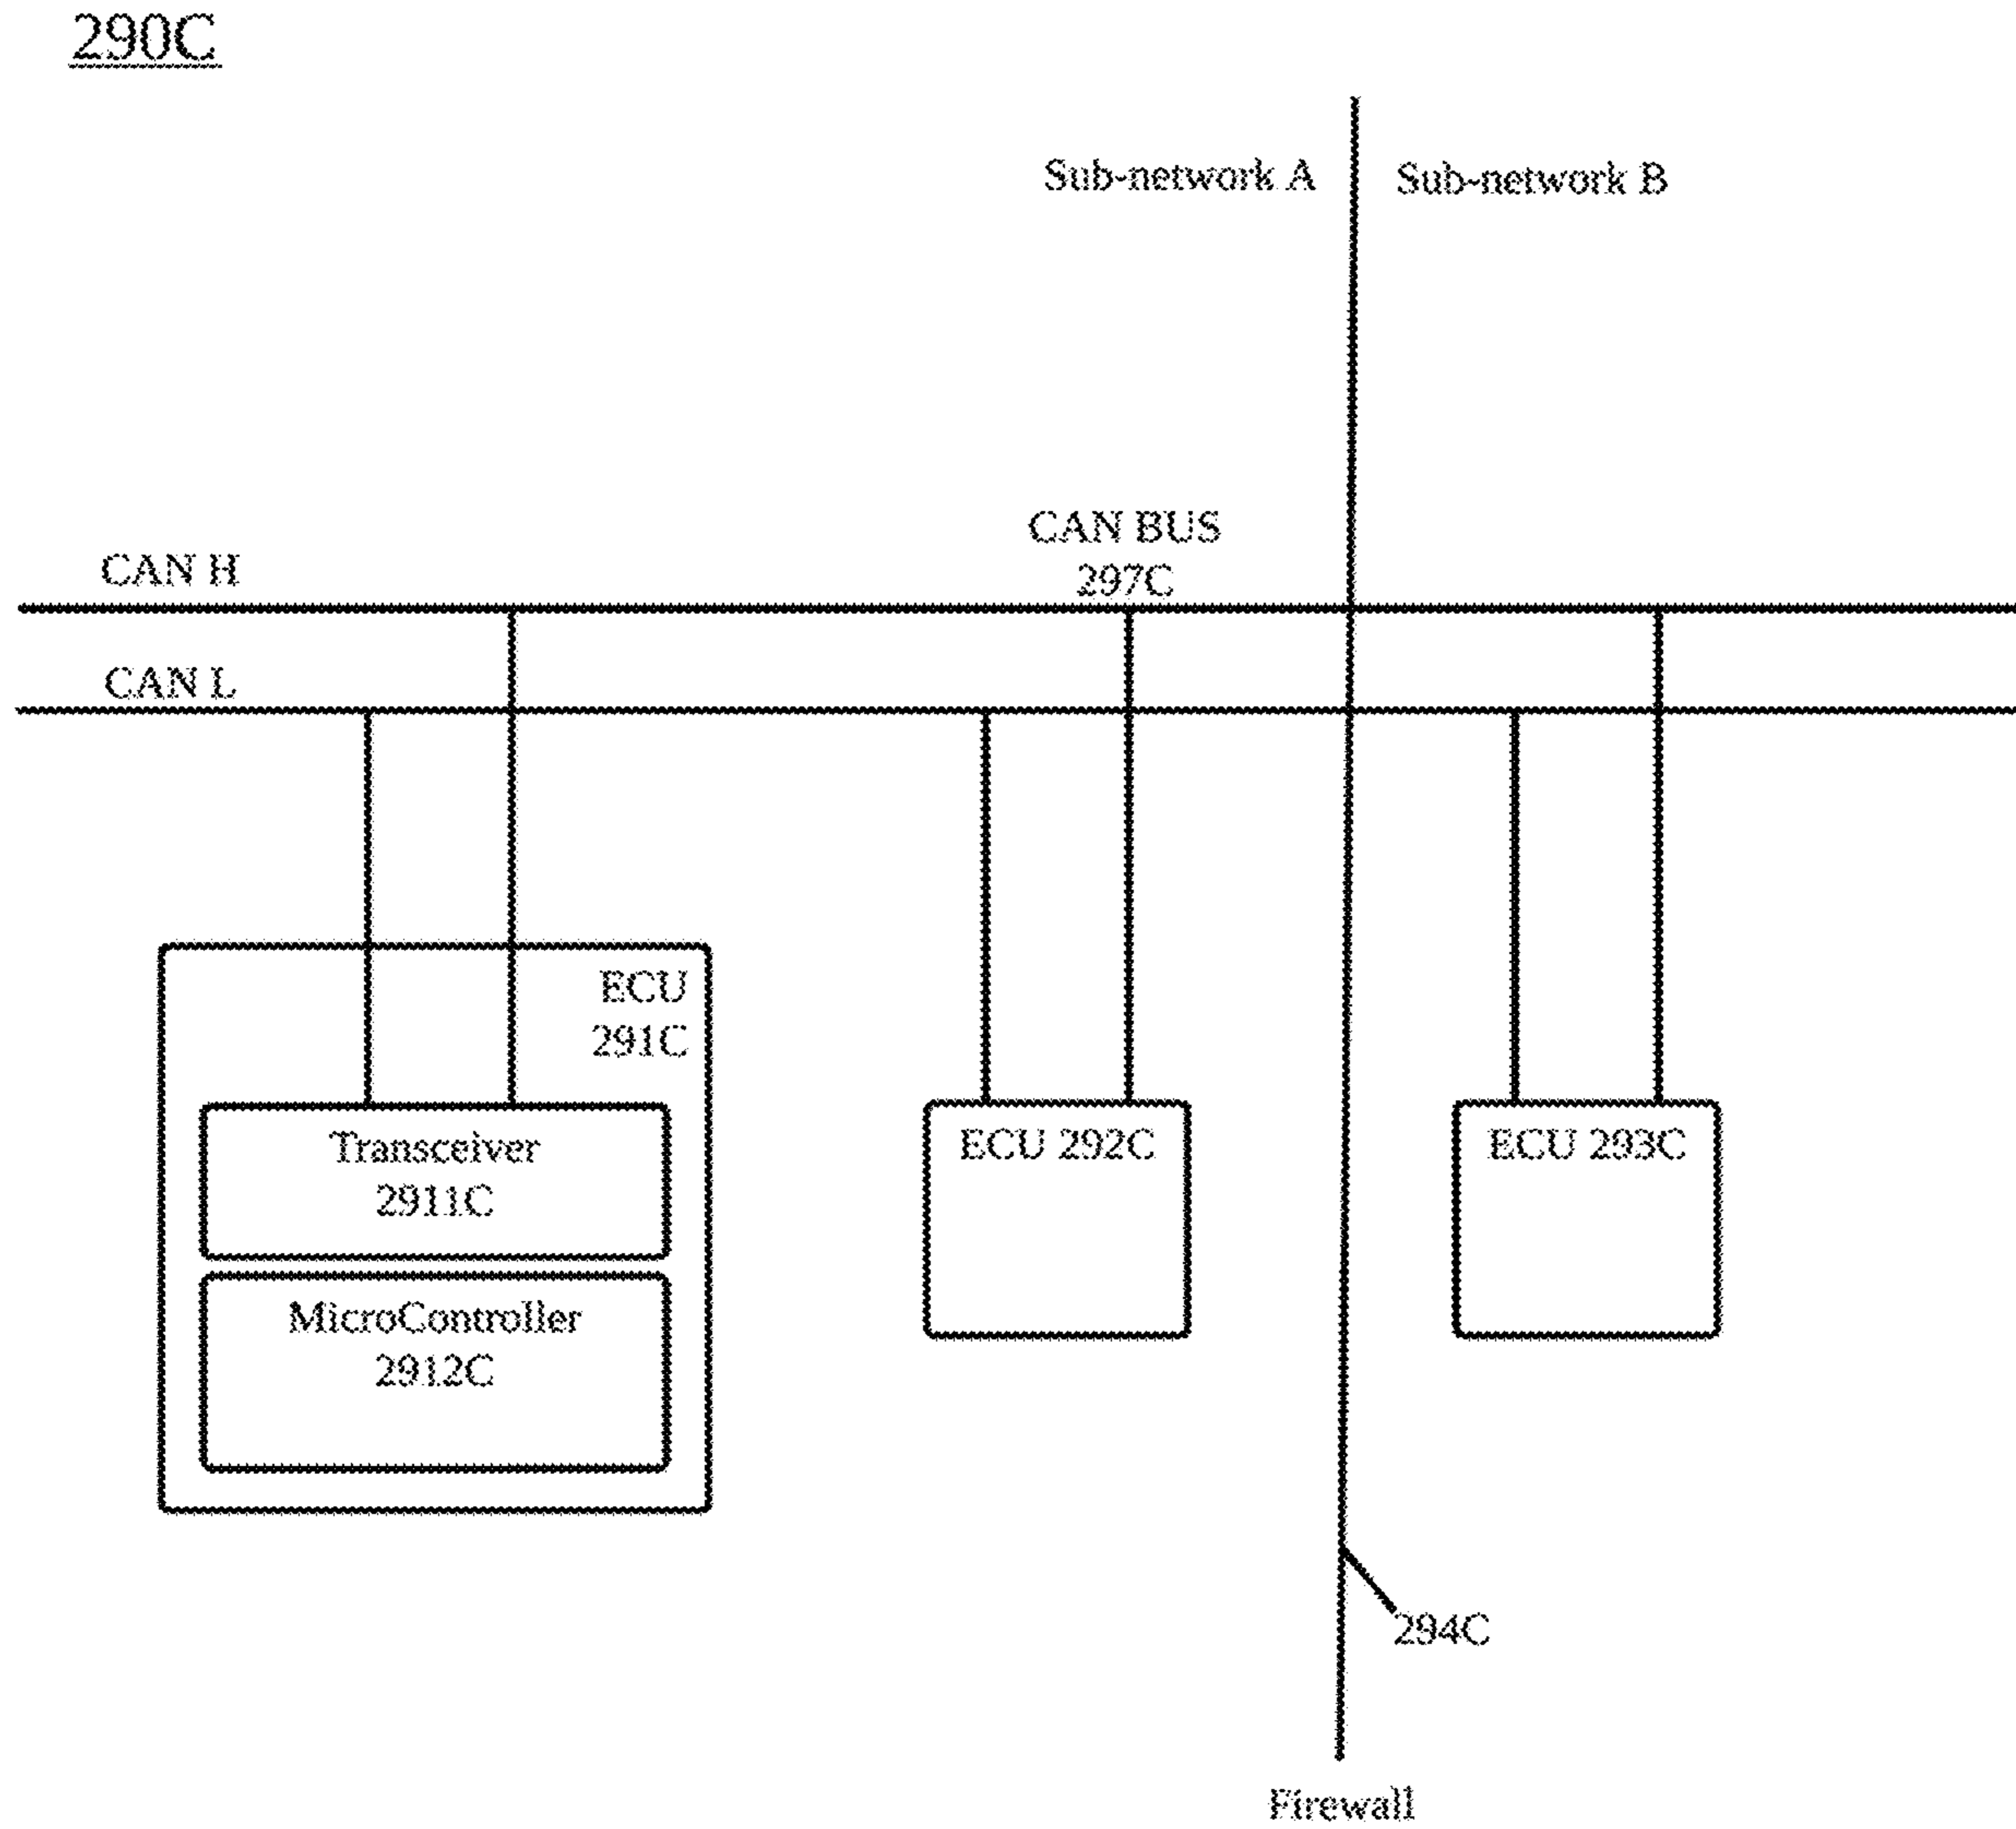 290C
Sub-network A
Sub-network B
CAN BUS
297C
CAN H
CAN L
ECU
291C
Transceiver
2911C
MicroController
2912C
ECU 292C
ECU 293C
294C
Firewall